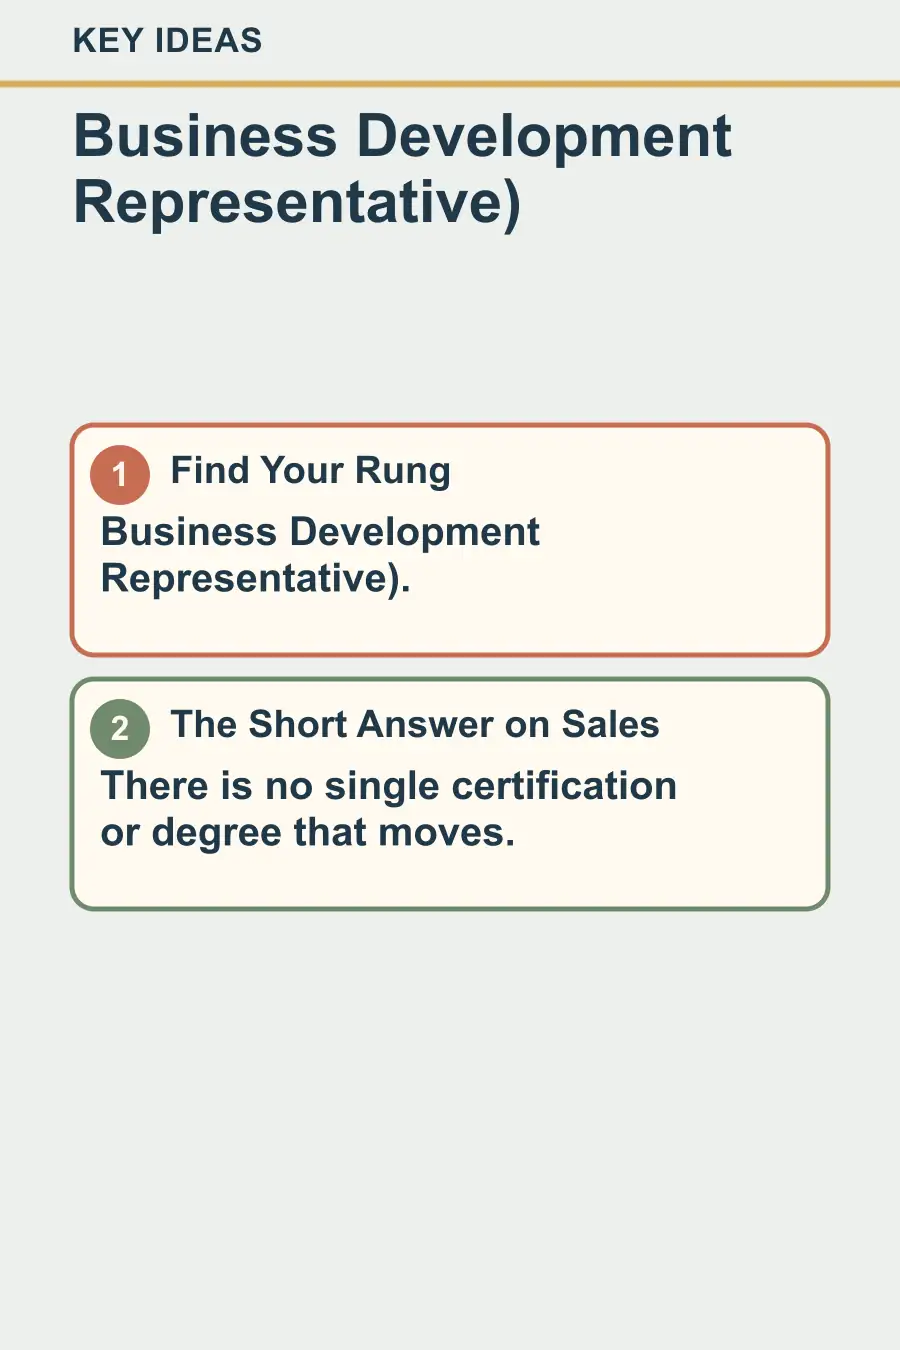 KEY IDEAS
Business Development
Representative)
1 Find Your Rung
Business Development
Representative).
2 The Short Answer on Sales
There is no single certification
or degree that moves.